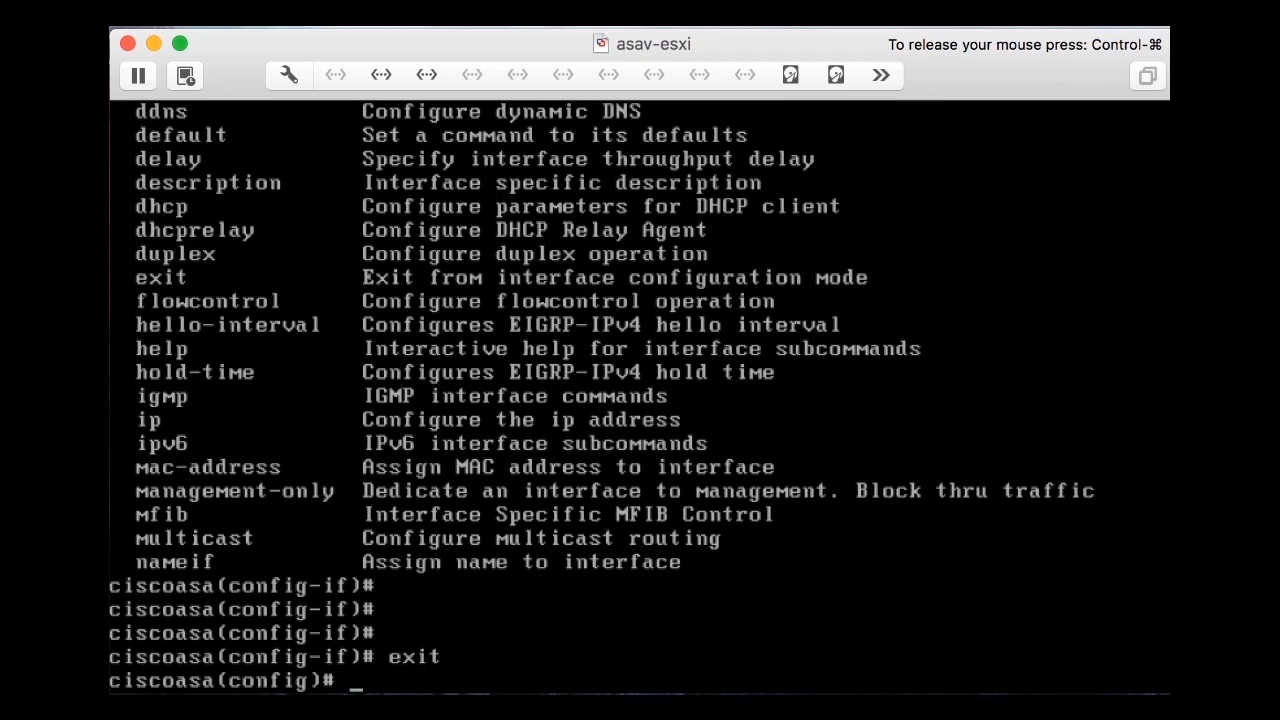 asav-esxi
To release your mouse press: Control-⌘
ddns Configure dynamic DNS
default Set a command to its defaults
delay Specify interface throughput delay
description Interface specific description
dhcp Configure parameters for DHCP client
dhcprelay Configure DHCP Relay Agent
duplex Configure duplex operation
exit Exit from interface configuration mode
flowcontrol Configure flowcontrol operation
hello-interval Configures EIGRP-IPv4 hello interval
help Interactive help for interface subcommands
hold-time Configures EIGRP-IPv4 hold time
igmp IGMP interface commands
ip Configure the ip address
ipv6 IPv6 interface subcommands
mac-address Assign MAC address to interface
management-only Dedicate an interface to management. Block thru traffic
mfib Interface Specific MFIB Control
multicast Configure multicast routing
nameif Assign name to interface
ciscoasa(config-if)#
ciscoasa(config-if)#
ciscoasa(config-if)#
ciscoasa(config-if)# exit
ciscoasa(config)# _